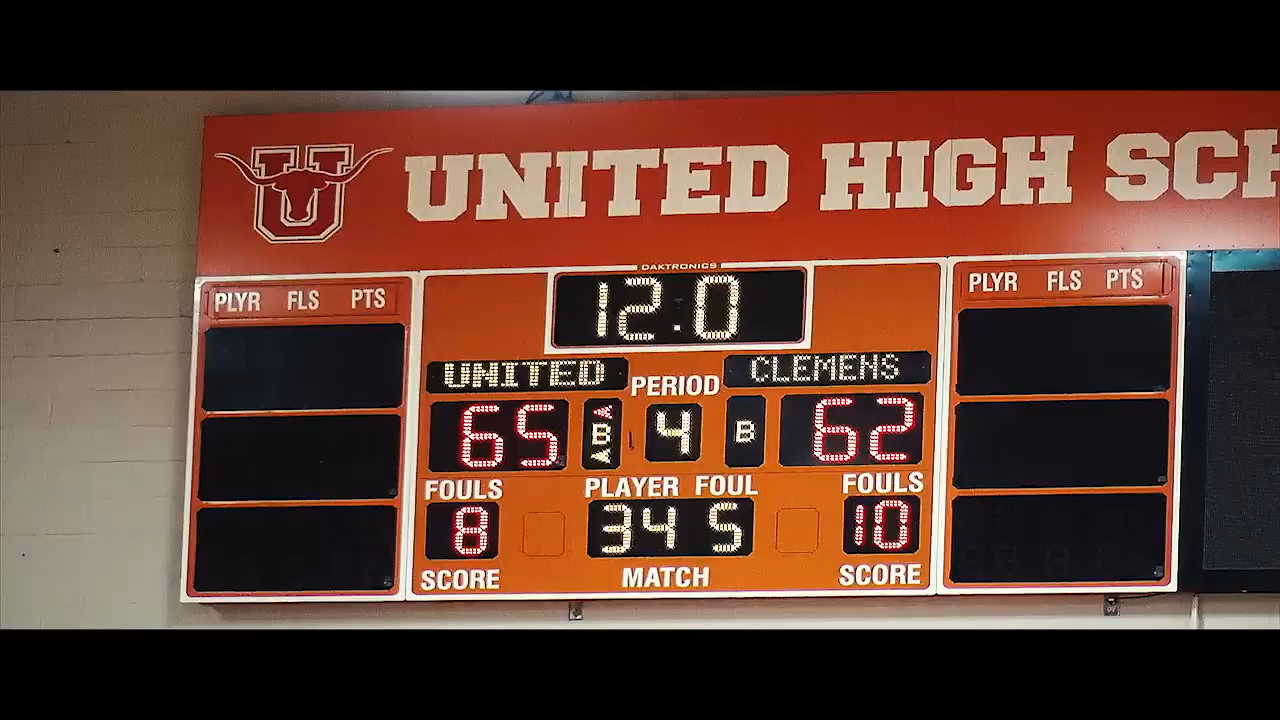 U UNITED HIGH SCH
DAKTRONICS
PLYR FLS PTS
12.0
PLYR FLS PTS
UNITED
CLEMENS
PERIOD
65
B
4
B
62
FOULS
PLAYER FOUL
FOULS
8
34 5
10
SCORE
MATCH
SCORE